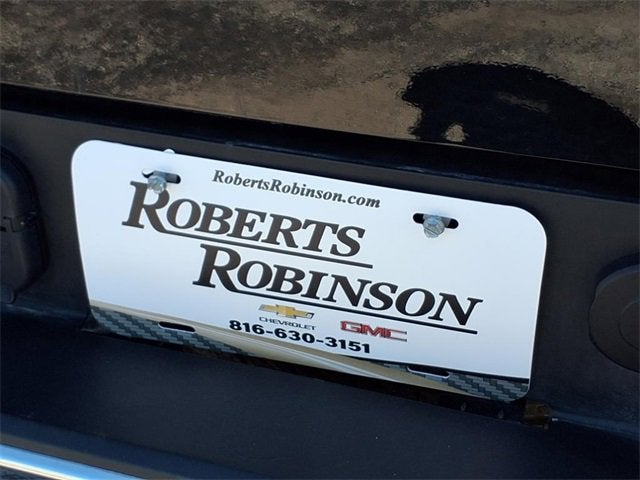 RobertsRobinson.com
ROBERTS
ROBINSON
CHEVROLET GMC
816-630-3151